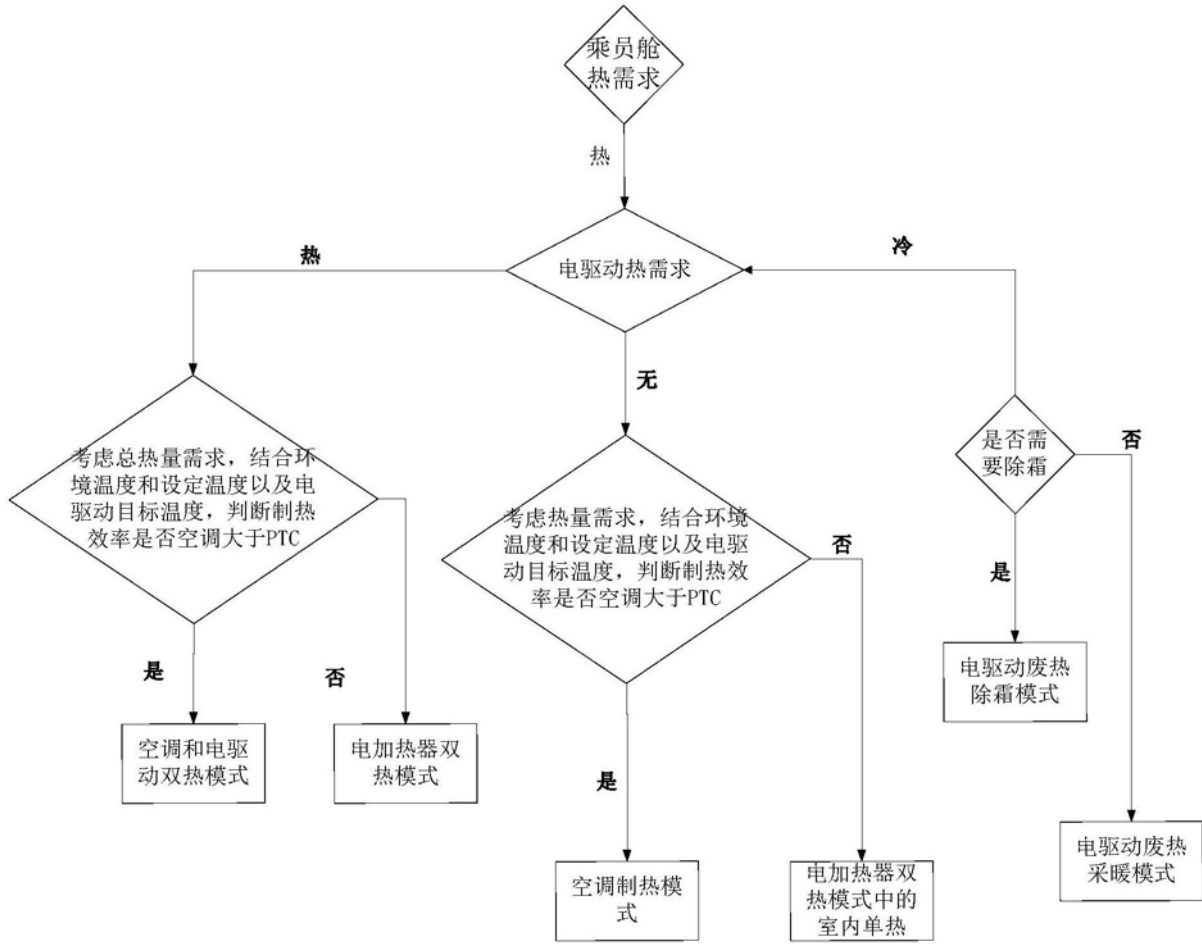 乘员舱
热需求
热
热
冷
电驱动热需求
无
考虑总热量需求，结合环
境温度和设定温度以及电
驱动目标温度，判断制热
效率是否空调大于PTC
是否需
要除霜
否
考虑热量需求，结合环境
温度和设定温度以及电驱
动目标温度，判断制热效
率是否空调大于PTC
否
是
是
否
电驱动废热
除霜模式
空调和电驱
动双热模式
电加热器双
热模式
是
空调制热模
式
电加热器双
热模式中的
室内单热
电驱动废热
采暖模式